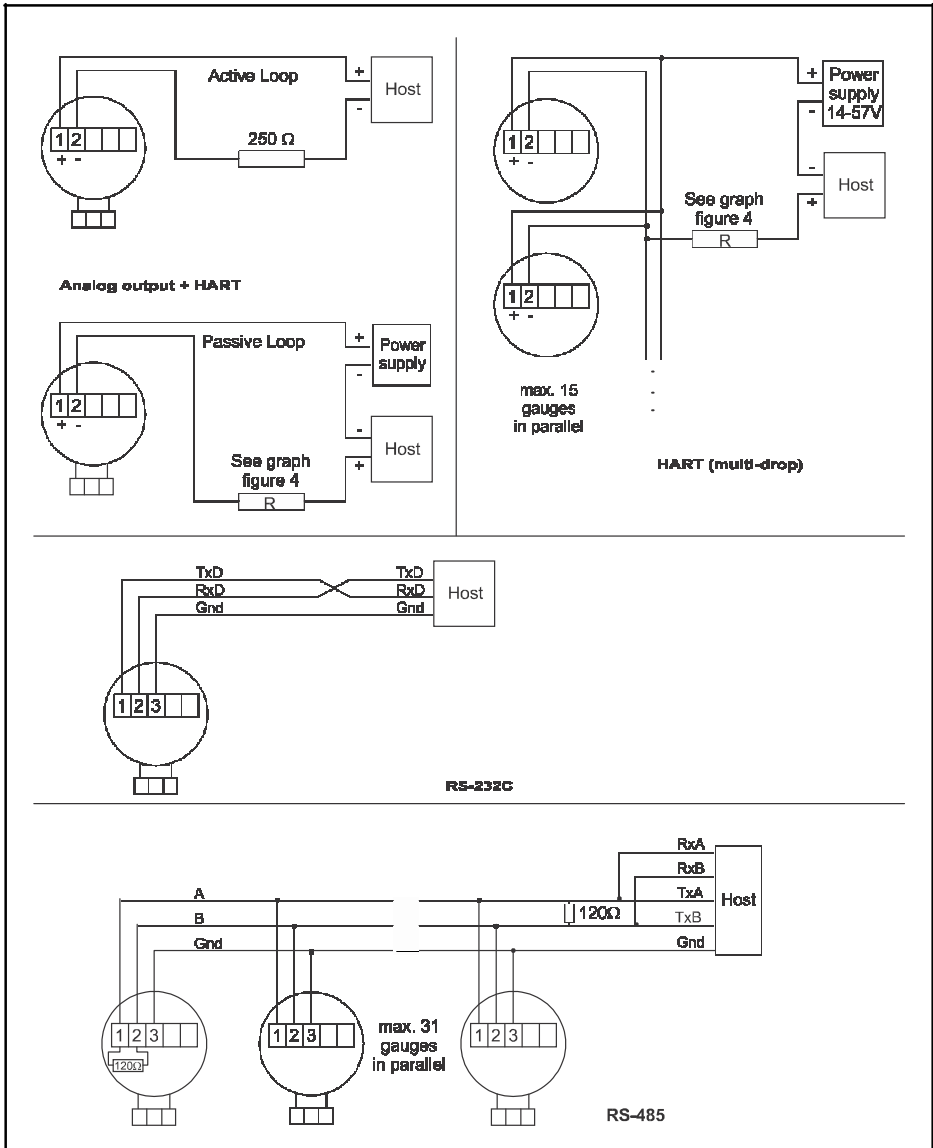 Active Loop
+
Host
-
250 Ω
1 2
+ -
Analog output + HART
Passive Loop
+
Power
supply
-
1 2
+ -
-
Host
+
See graph
figure 4
R
+
Power
supply
14-57V
-
1 2
+ -
-
Host
+
See graph
figure 4
R
1 2
+ -
max. 15
gauges
in parallel
HART (multi-drop)
TxD TxD
RxD RxD
Gnd Gnd
Host
1 2 3
RS-232C
RxA
RxB
A TxA
Host
120Ω
B TxB
Gnd Gnd
1 2 3
120Ω
1 2 3
max. 31
gauges
in parallel
1 2 3
RS-485